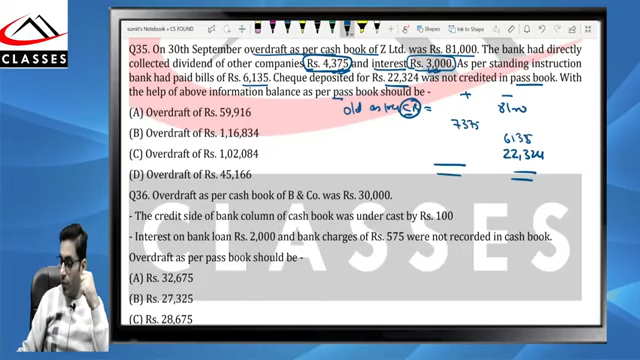 CLASSES
sumit's Notebook » CS FOUND
Shapes
Q35. On 30th September overdraft as per cash book of Z Ltd. was Rs. 81,000. The bank had directly
collected dividend of other companies Rs. 4,375 and interest Rs. 3,000. As per standing instruction
bank had paid bills of Rs. 6,135. Cheque deposited for Rs. 22,324 was not credited in pass book. With
the help of above information balance as per pass book should be -
+ −
(A) Overdraft of Rs. 59,916
CB =
7375
(B) Overdraft of Rs. 1,16,834
6135
(C) Overdraft of Rs. 1,02,084
22,324
(D) Overdraft of Rs. 45,166
Q36. Overdraft as per cash book of B & Co. was Rs. 30,000.
- The credit side of bank column of cash book was under cast by Rs. 100
- Interest on bank loan Rs. 2,000 and bank charges of Rs. 575 were not recorded in cash book.
Overdraft as per pass book should be -
(A) Rs. 32,675
(B) Rs. 27,325
(C) Rs. 28,675
CLASSES